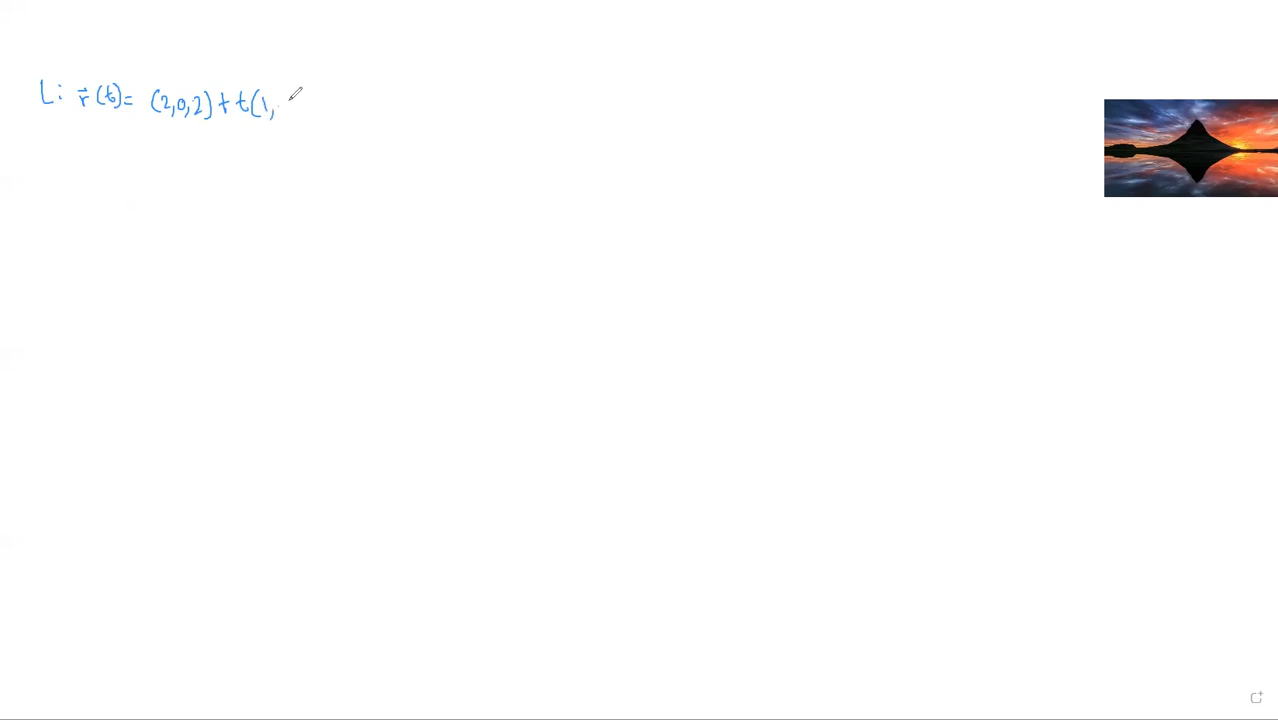 L: r⃗(t)= (2,0,2) + t(1,